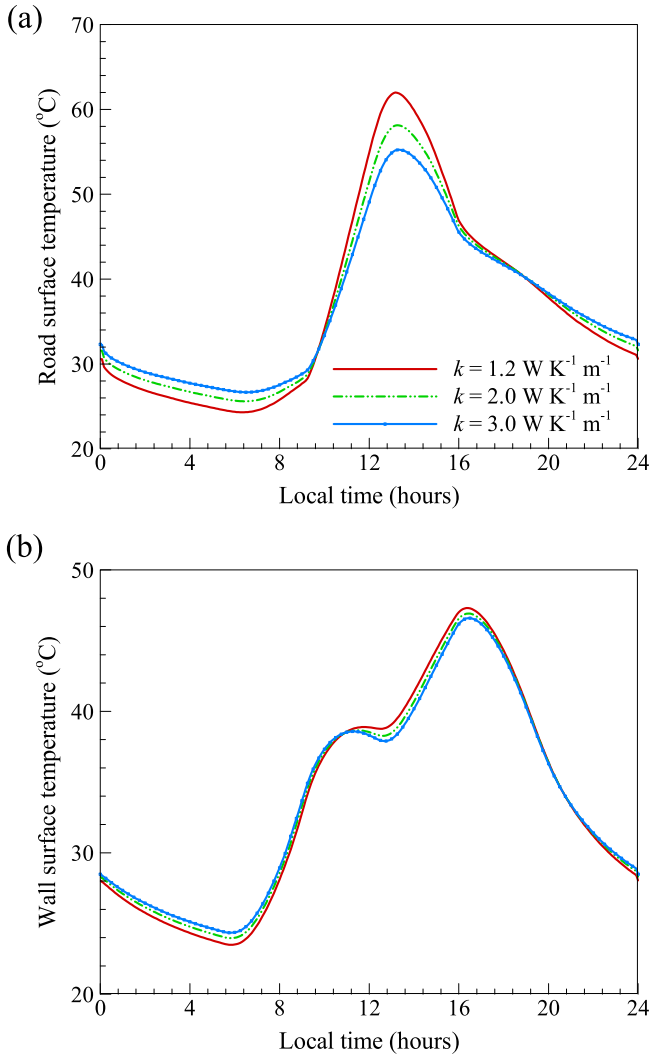 (a)
70
60
50
40
30
20
Road surface temperature (°C)
k = 1.2 W K⁻¹ m⁻¹
k = 2.0 W K⁻¹ m⁻¹
k = 3.0 W K⁻¹ m⁻¹
0 4 8 12 16 20 24
Local time (hours)
(b)
50
40
30
20
Wall surface temperature (°C)
0 4 8 12 16 20 24
Local time (hours)